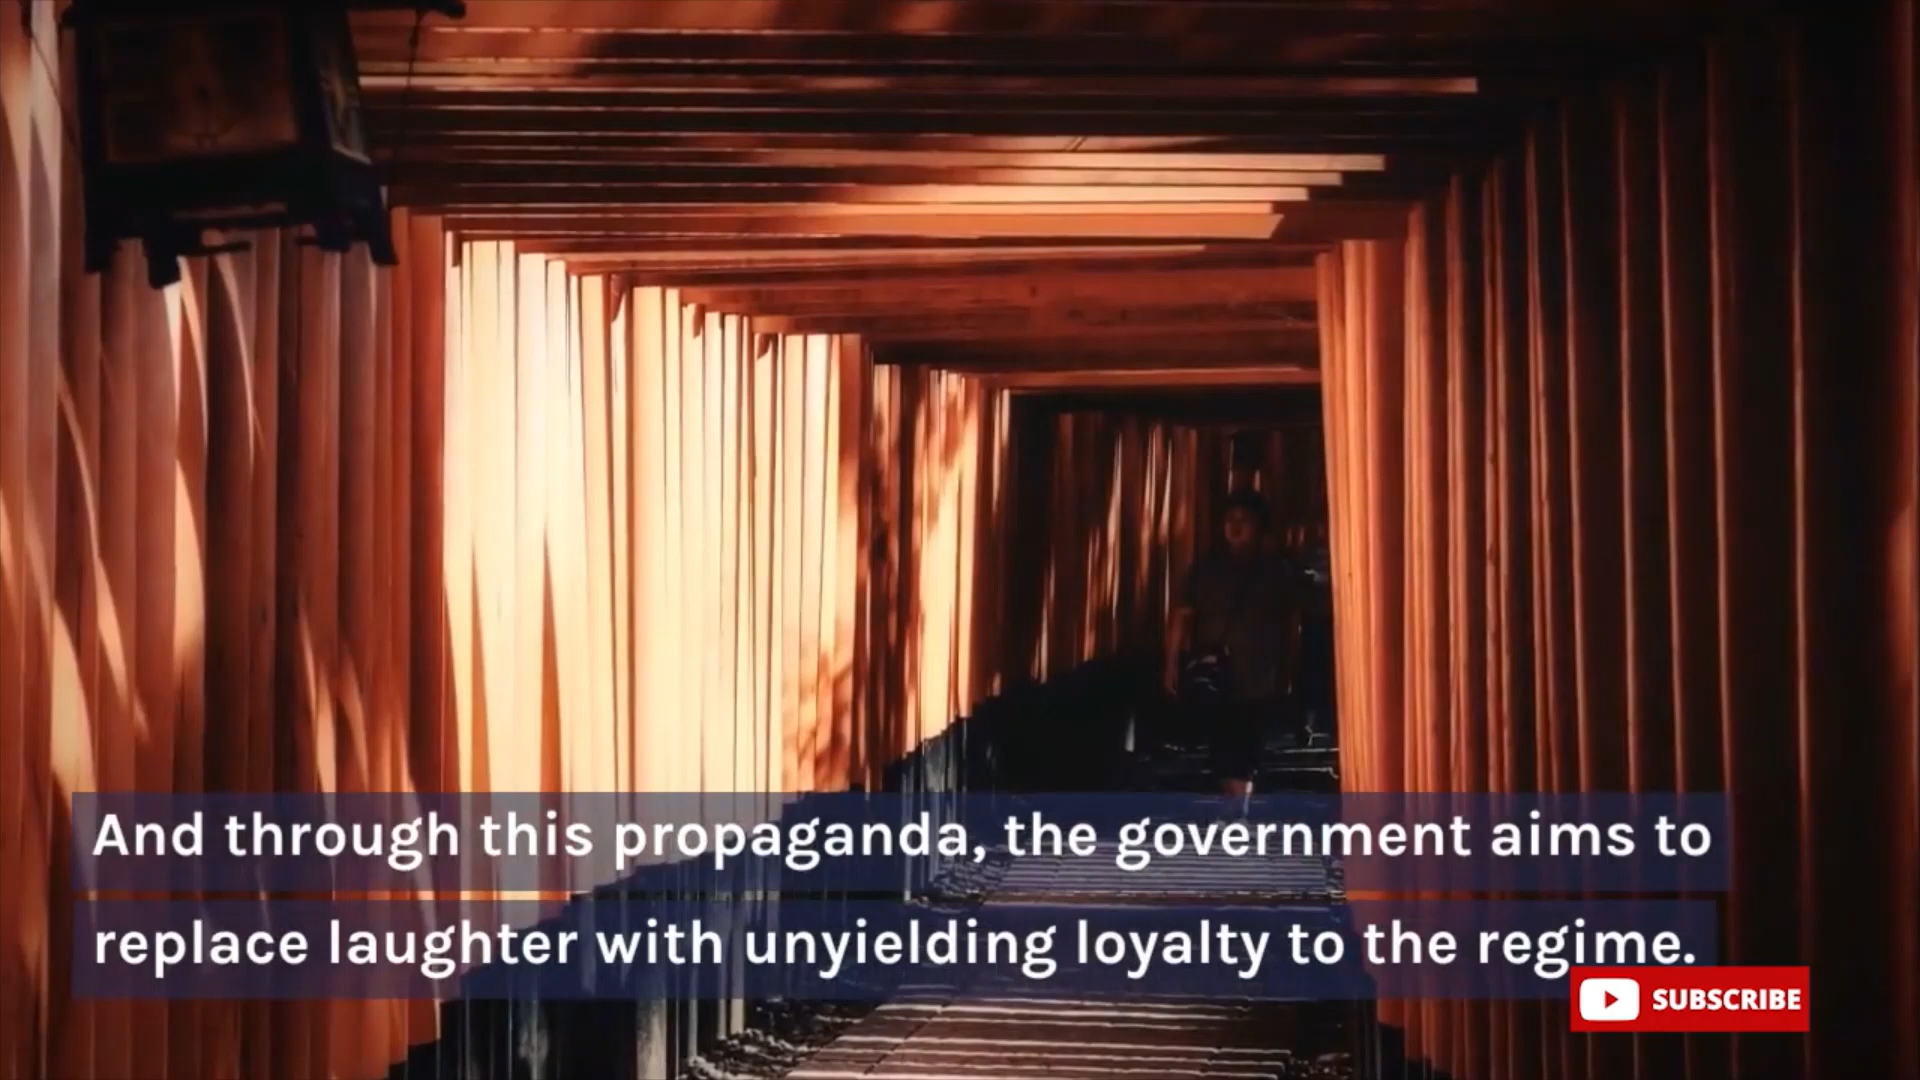 And through this propaganda, the government aims to
replace laughter with unyielding loyalty to the regime.
SUBSCRIBE